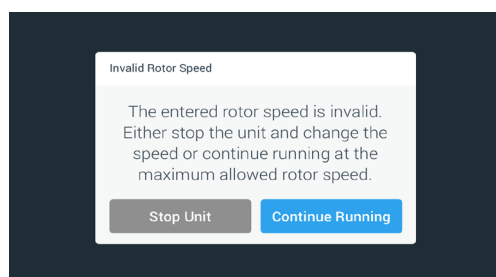 Invalid Rotor Speed
The entered rotor speed is invalid.
Either stop the unit and change the
speed or continue running at the
maximum allowed rotor speed.
Stop Unit
Continue Running